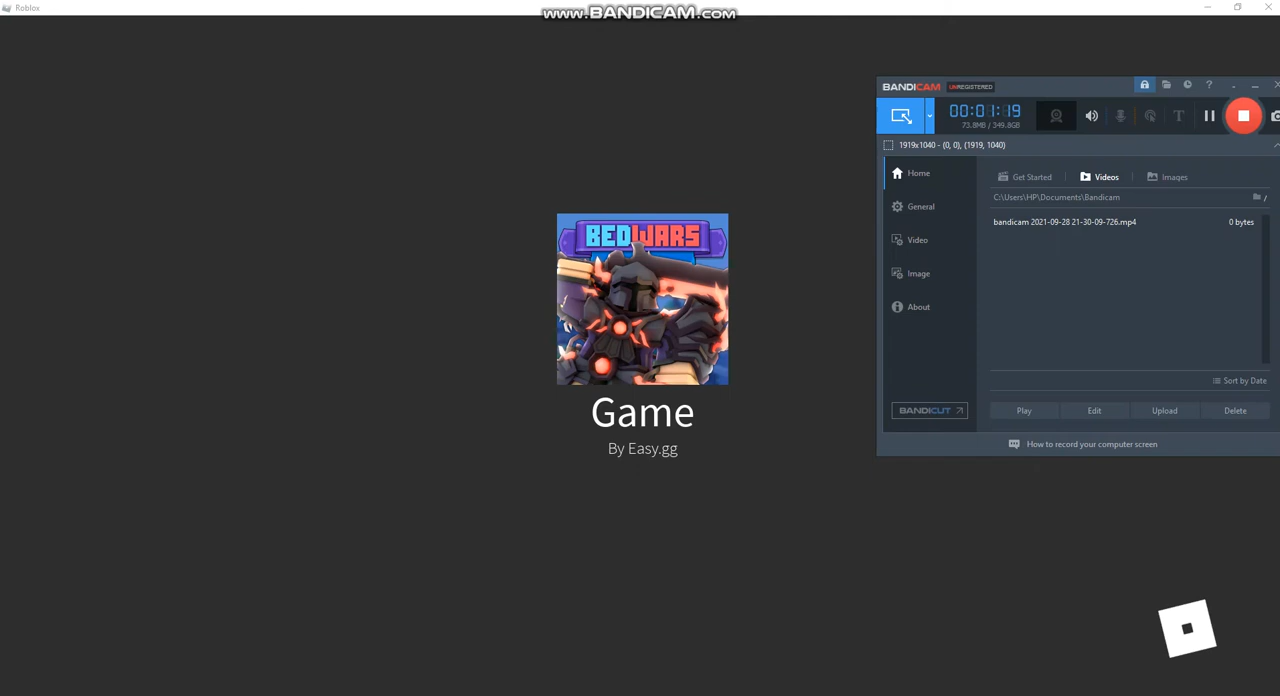 Roblox
www.BANDICAM.com
BANDICAM UNREGISTERED
?
00:01:19
73.8MB / 349.8GB
T
1919x1040 - (0, 0), (1919, 1040)
Home
General
Video
Image
About
BANDICUT
Get Started
Videos
Images
C:\Users\HP\Documents\Bandicam
/
bandicam 2021-09-28 21-30-09-726.mp4 0 bytes
Sort by Date
Play Edit Upload Delete
How to record your computer screen
BEDWARS
Game
By Easy.gg